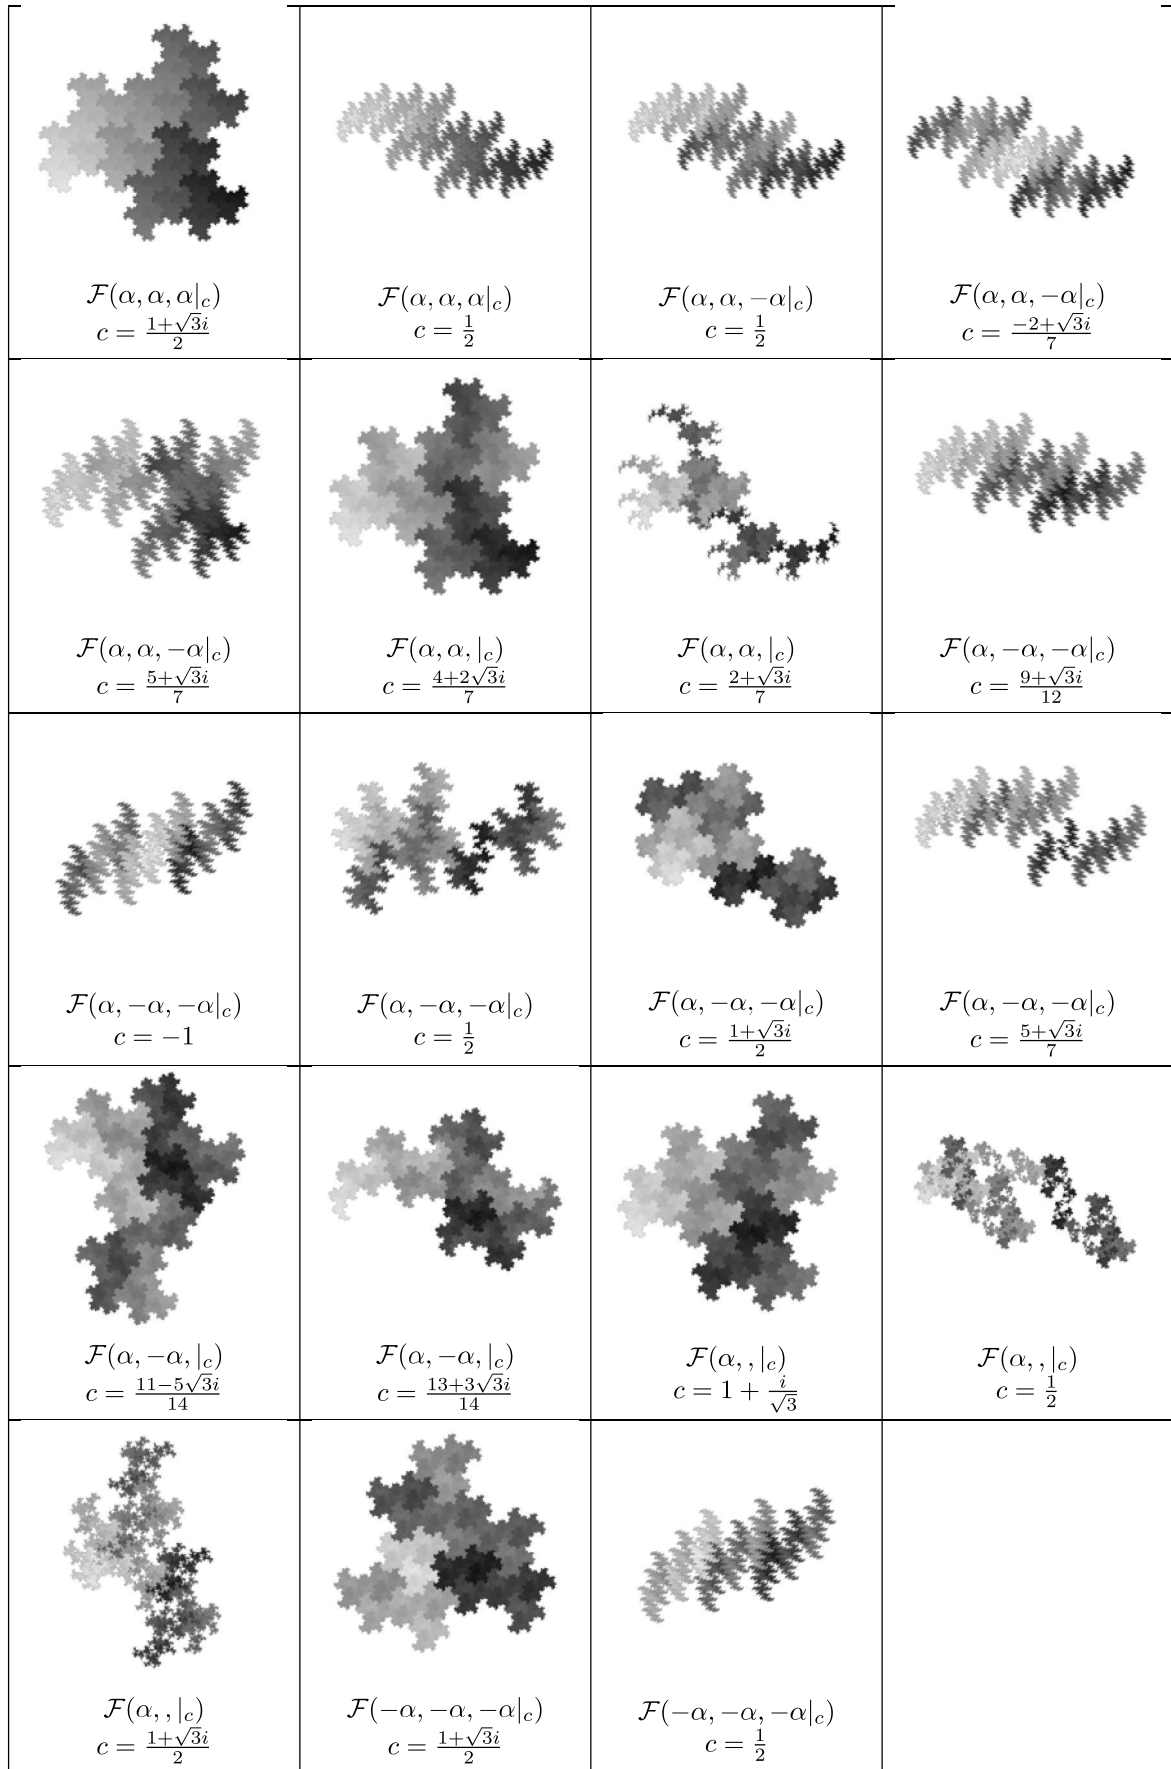 𝓕(α, α, α|_c)
c = (1+√3i)/2
𝓕(α, α, α|_c)
c = 1/2
𝓕(α, α, −α|_c)
c = 1/2
𝓕(α, α, −α|_c)
c = (−2+√3i)/7
𝓕(α, α, −α|_c)
c = (5+√3i)/7
𝓕(α, α, |_c)
c = (4+2√3i)/7
𝓕(α, α, |_c)
c = (2+√3i)/7
𝓕(α, −α, −α|_c)
c = (9+√3i)/12
𝓕(α, −α, −α|_c)
c = −1
𝓕(α, −α, −α|_c)
c = 1/2
𝓕(α, −α, −α|_c)
c = (1+√3i)/2
𝓕(α, −α, −α|_c)
c = (5+√3i)/7
𝓕(α, −α, |_c)
c = (11−5√3i)/14
𝓕(α, −α, |_c)
c = (13+3√3i)/14
𝓕(α, , |_c)
c = 1 + i/√3
𝓕(α, , |_c)
c = 1/2
𝓕(α, , |_c)
c = (1+√3i)/2
𝓕(−α, −α, −α|_c)
c = (1+√3i)/2
𝓕(−α, −α, −α|_c)
c = 1/2